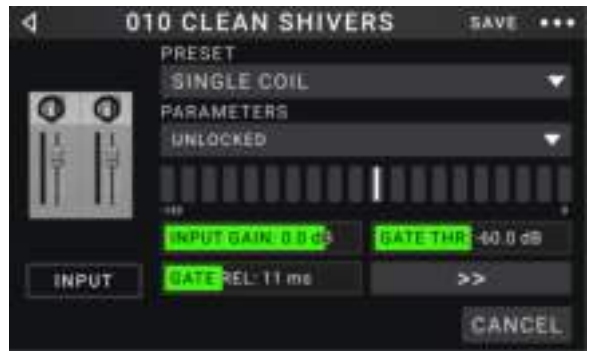 010 CLEAN SHIVERS SAVE
PRESET
SINGLE COIL
PARAMETERS
UNLOCKED
INPUT GAIN: 0.0 dB GATE THR: -60.0 dB
INPUT GATE REL: 11 ms >>
CANCEL